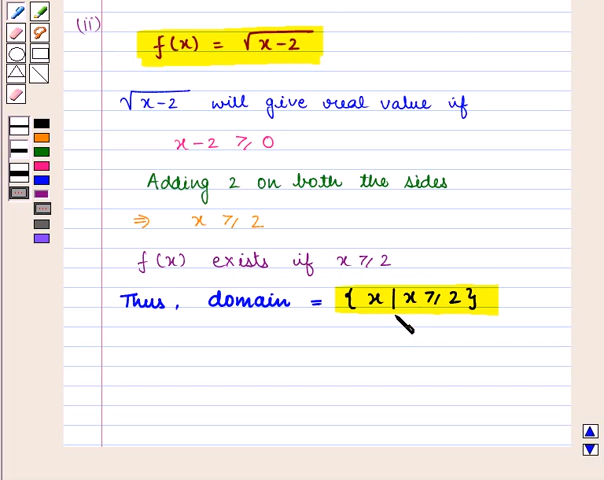 (ii)
f(x) = √x-2
√x-2 will give real value if
x-2 ≥ 0
Adding 2 on both the sides
⇒ x ≥ 2
f(x) exists if x ≥ 2
Thus, domain = { x | x ≥ 2 }